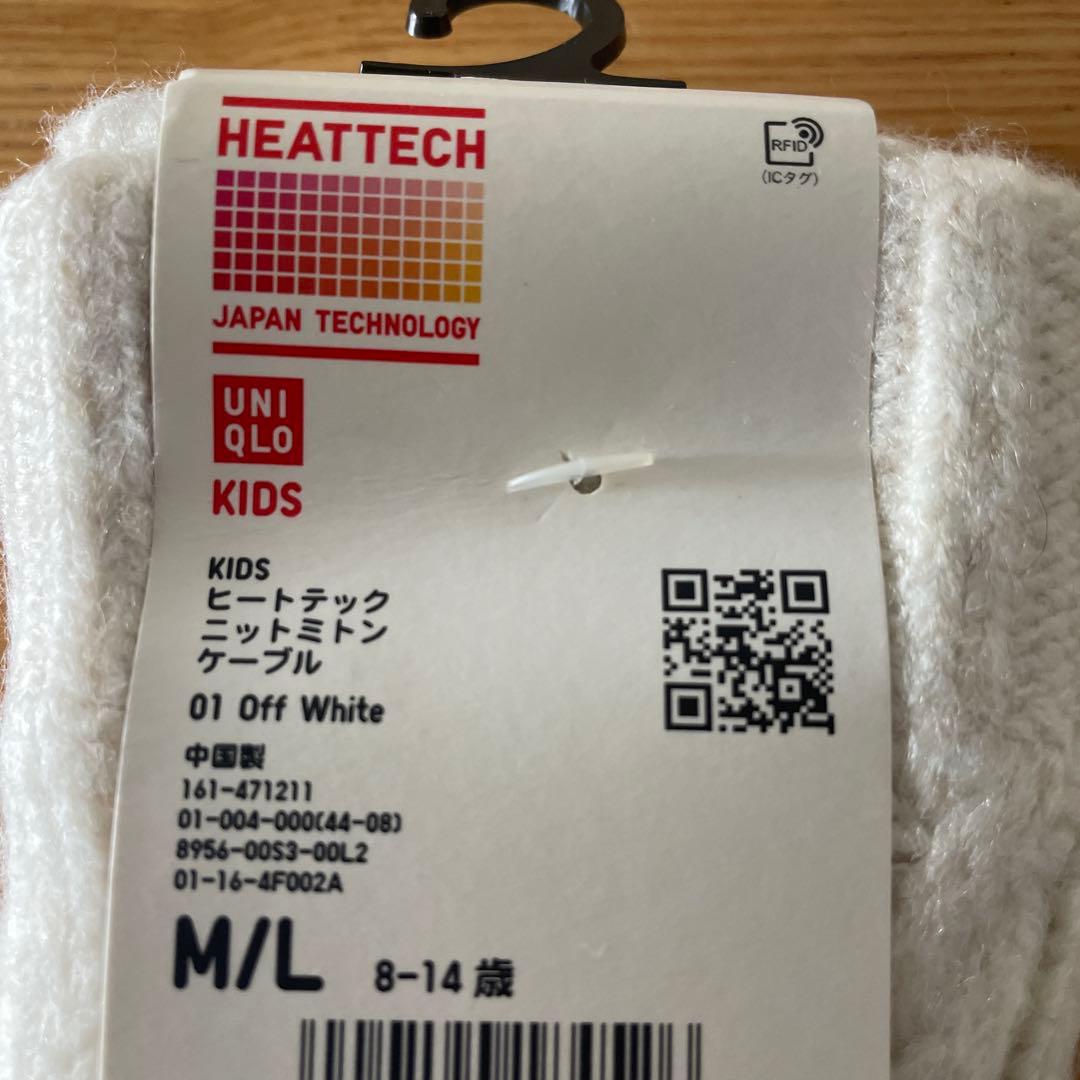 HEATTECH
JAPAN TECHNOLOGY
RFID
(ICタグ)
UNI
QLO
KIDS
KIDS
ヒートテック
ニットミトン
ケーブル
01 Off White
中国製
161-471211
01-004-000(44-08)
8956-00S3-00L2
01-16-4F002A
M/L 8-14歳